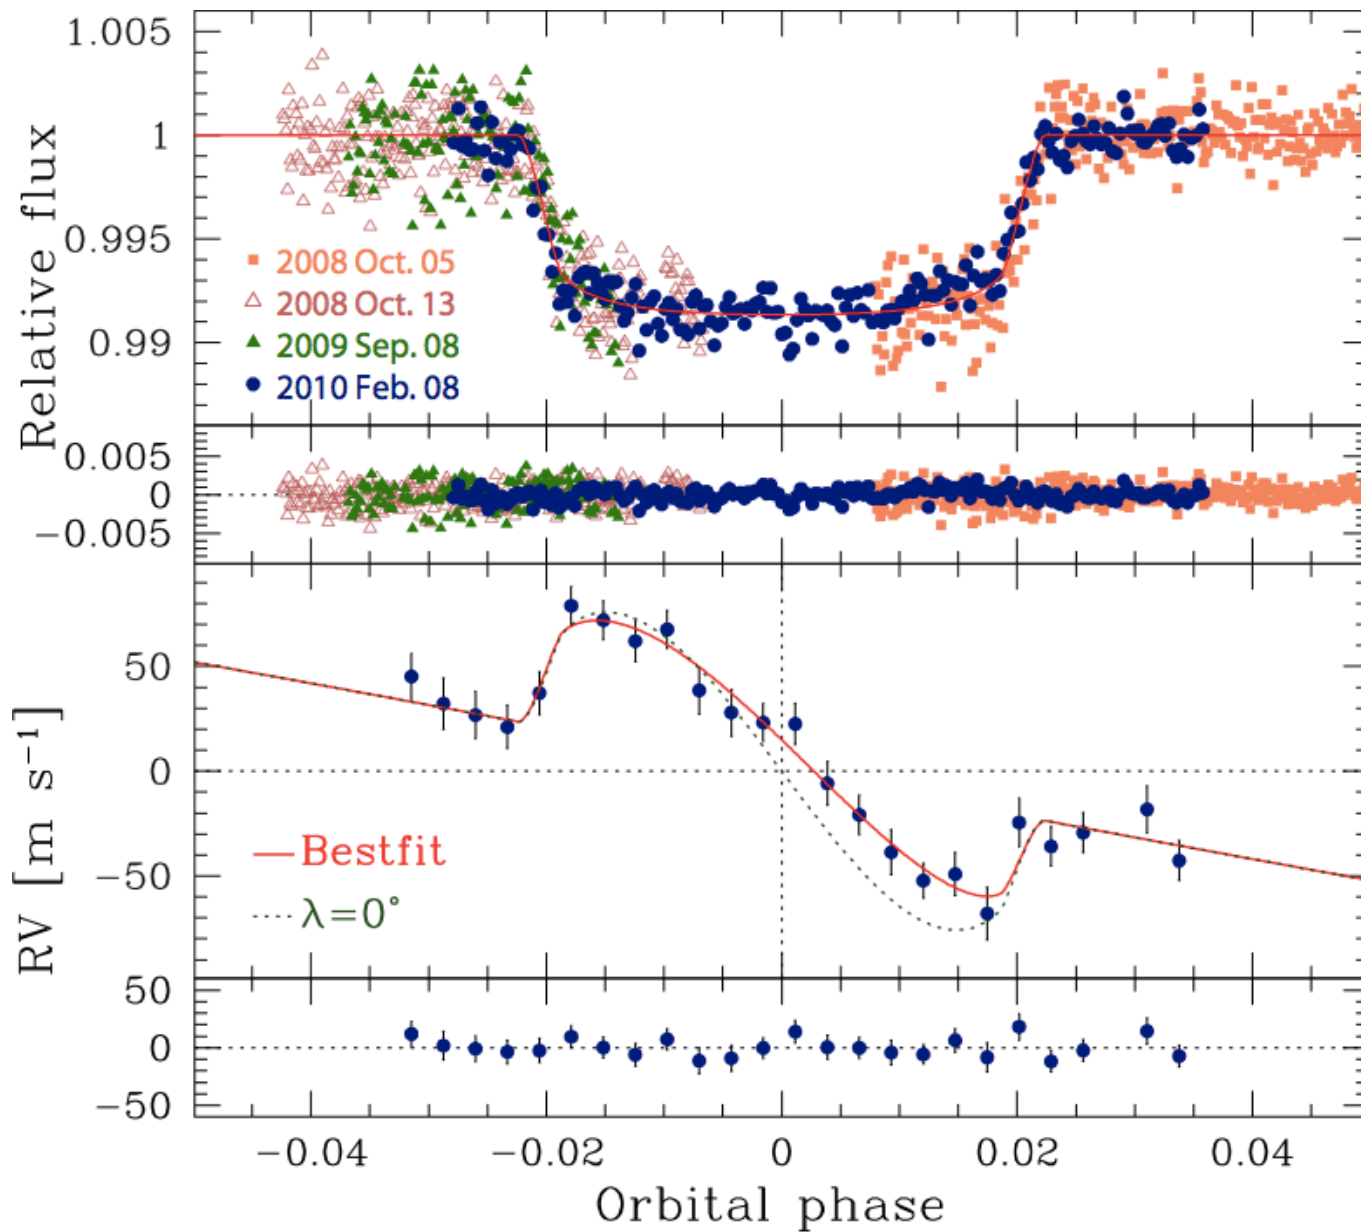 1.005
1
0.995
0.99
Relative flux
2008 Oct. 05
2008 Oct. 13
2009 Sep. 08
2010 Feb. 08
0.005
0
−0.005
50
0
−50
RV [m s⁻¹]
Bestfit
λ=0°
50
0
−50
−0.04 −0.02 0 0.02 0.04
Orbital phase